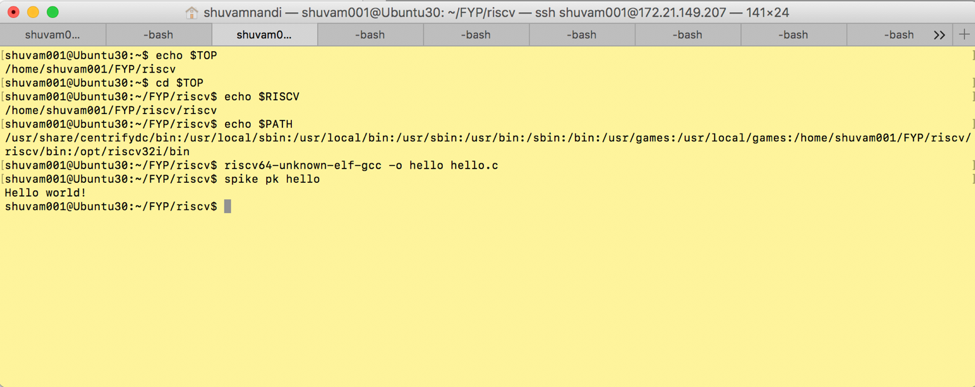 shuvamnandi — shuvam001@Ubuntu30: ~/FYP/riscv — ssh shuvam001@172.21.149.207 — 141×24
shuvam0... -bash shuvam0... -bash -bash -bash -bash -bash -bash >> +
[shuvam001@Ubuntu30:~$ echo $TOP ]
/home/shuvam001/FYP/riscv
[shuvam001@Ubuntu30:~$ cd $TOP ]
[shuvam001@Ubuntu30:~/FYP/riscv$ echo $RISCV ]
/home/shuvam001/FYP/riscv/riscv
[shuvam001@Ubuntu30:~/FYP/riscv$ echo $PATH ]
/usr/share/centrifydc/bin:/usr/local/sbin:/usr/local/bin:/usr/sbin:/usr/bin:/sbin:/bin:/usr/games:/usr/local/games:/home/shuvam001/FYP/riscv/
riscv/bin:/opt/riscv32i/bin
[shuvam001@Ubuntu30:~/FYP/riscv$ riscv64-unknown-elf-gcc -o hello hello.c ]
[shuvam001@Ubuntu30:~/FYP/riscv$ spike pk hello ]
Hello world!
shuvam001@Ubuntu30:~/FYP/riscv$